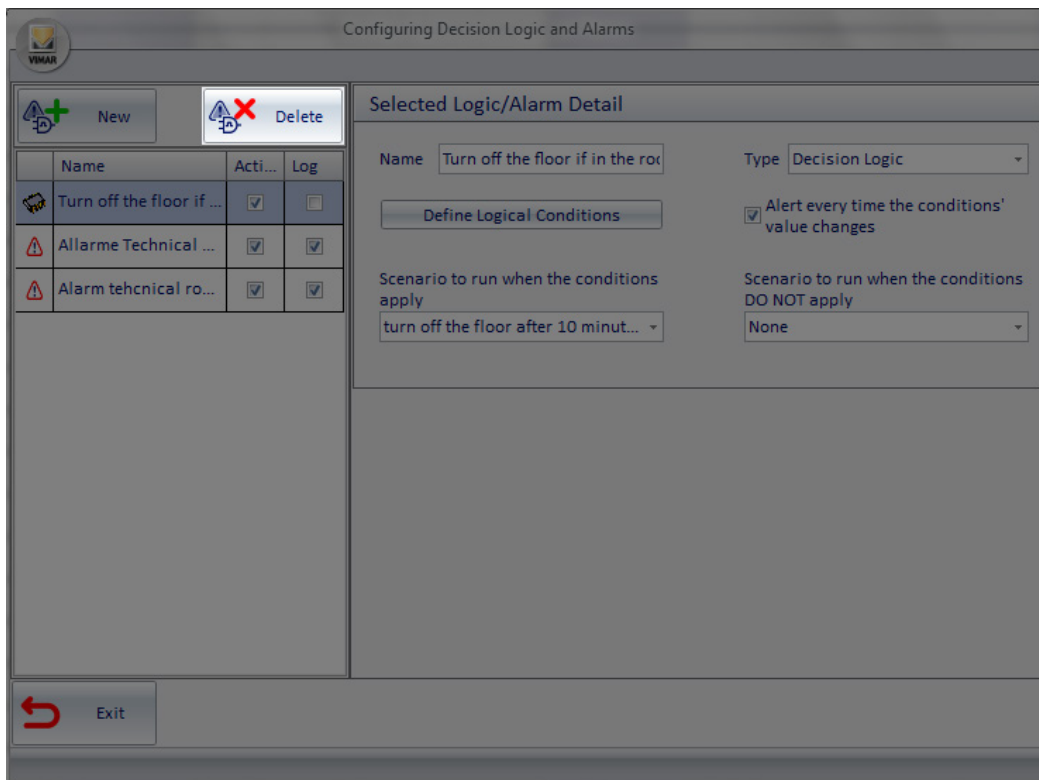 Configuring Decision Logic and Alarms
VIMAR
New
Delete
Name Acti... Log
Turn off the floor if ...
Allarme Technical ...
Alarm tehcnical ro...
Selected Logic/Alarm Detail
Name Turn off the floor if in the roo
Type Decision Logic
Define Logical Conditions
Alert every time the conditions'
value changes
Scenario to run when the conditions
apply
turn off the floor after 10 minut...
Scenario to run when the conditions
DO NOT apply
None
Exit